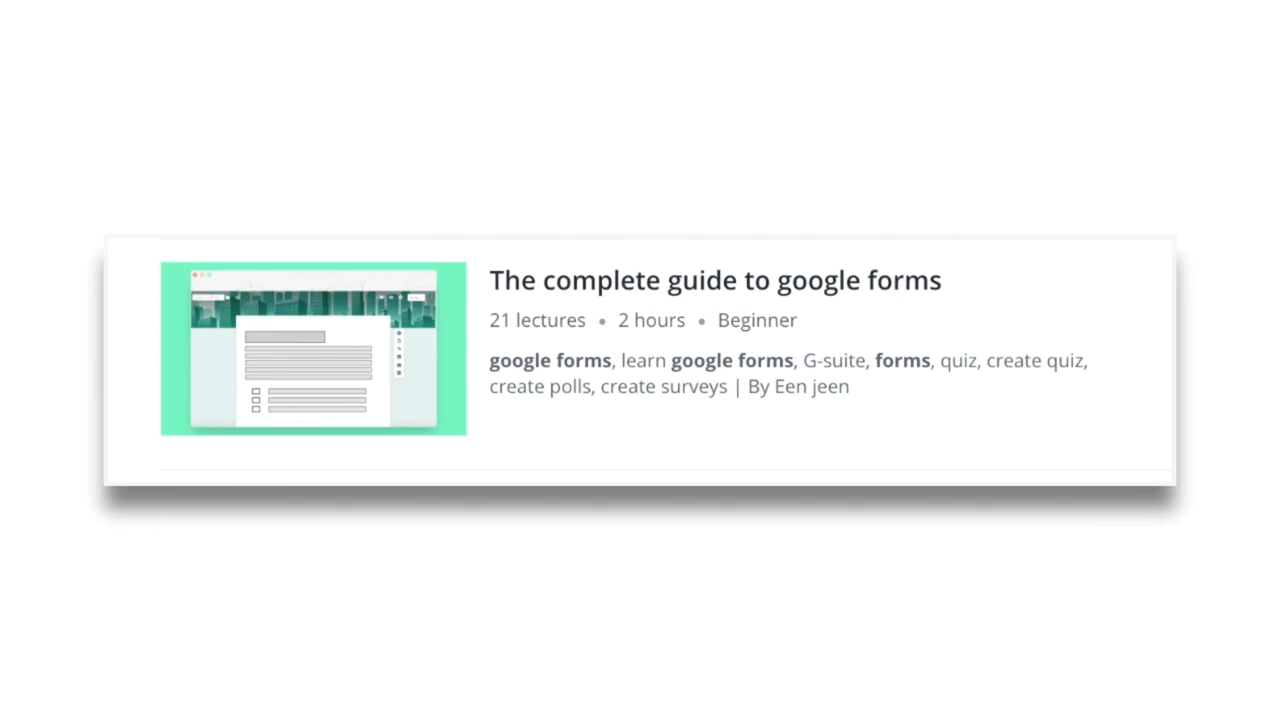 The complete guide to google forms
21 lectures • 2 hours • Beginner
google forms, learn google forms, G-suite, forms, quiz, create quiz,
create polls, create surveys | By Een jeen